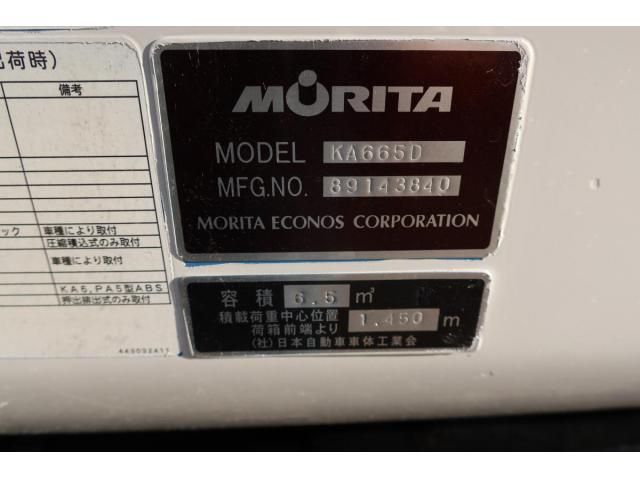 出荷時)
備考
ック 車種により取付
圧縮積込式のみ取付
車種により取付
KA5,PA5型ABS
押出排出式のみ取付
443032411
MORITA
MODEL KA665D
MFG.NO. 89143840
MORITA ECONOS CORPORATION
容積 6.5 m³
積載荷重中心位置
荷箱前端より 1.450 m
(社)日本自動車車体工業会